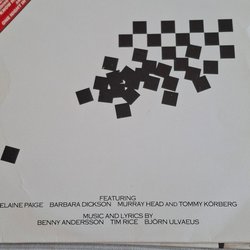 FEATURING
ELAINE PAIGE BARBARA DICKSON MURRAY HEAD AND TOMMY KÖRBERG
MUSIC AND LYRICS BY
BENNY ANDERSSON TIM RICE BJÖRN ULVAEUS